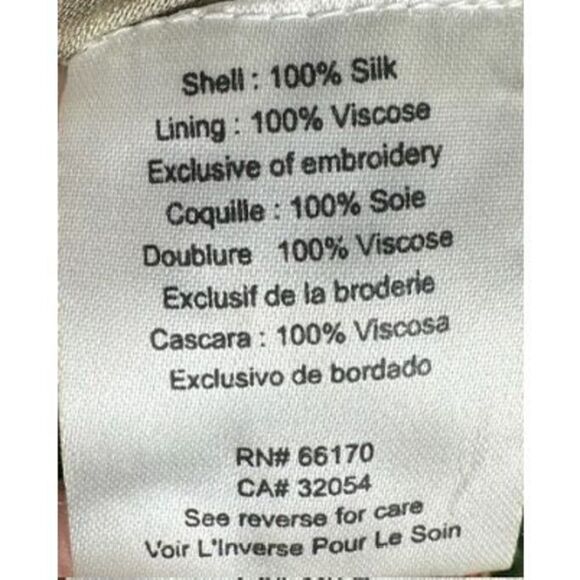 Shell : 100% Silk
Lining : 100% Viscose
Exclusive of embroidery
Coquille : 100% Soie
Doublure 100% Viscose
Exclusif de la broderie
Cascara : 100% Viscosa
Exclusivo de bordado
RN# 66170
CA# 32054
See reverse for care
Voir L'Inverse Pour Le Soin